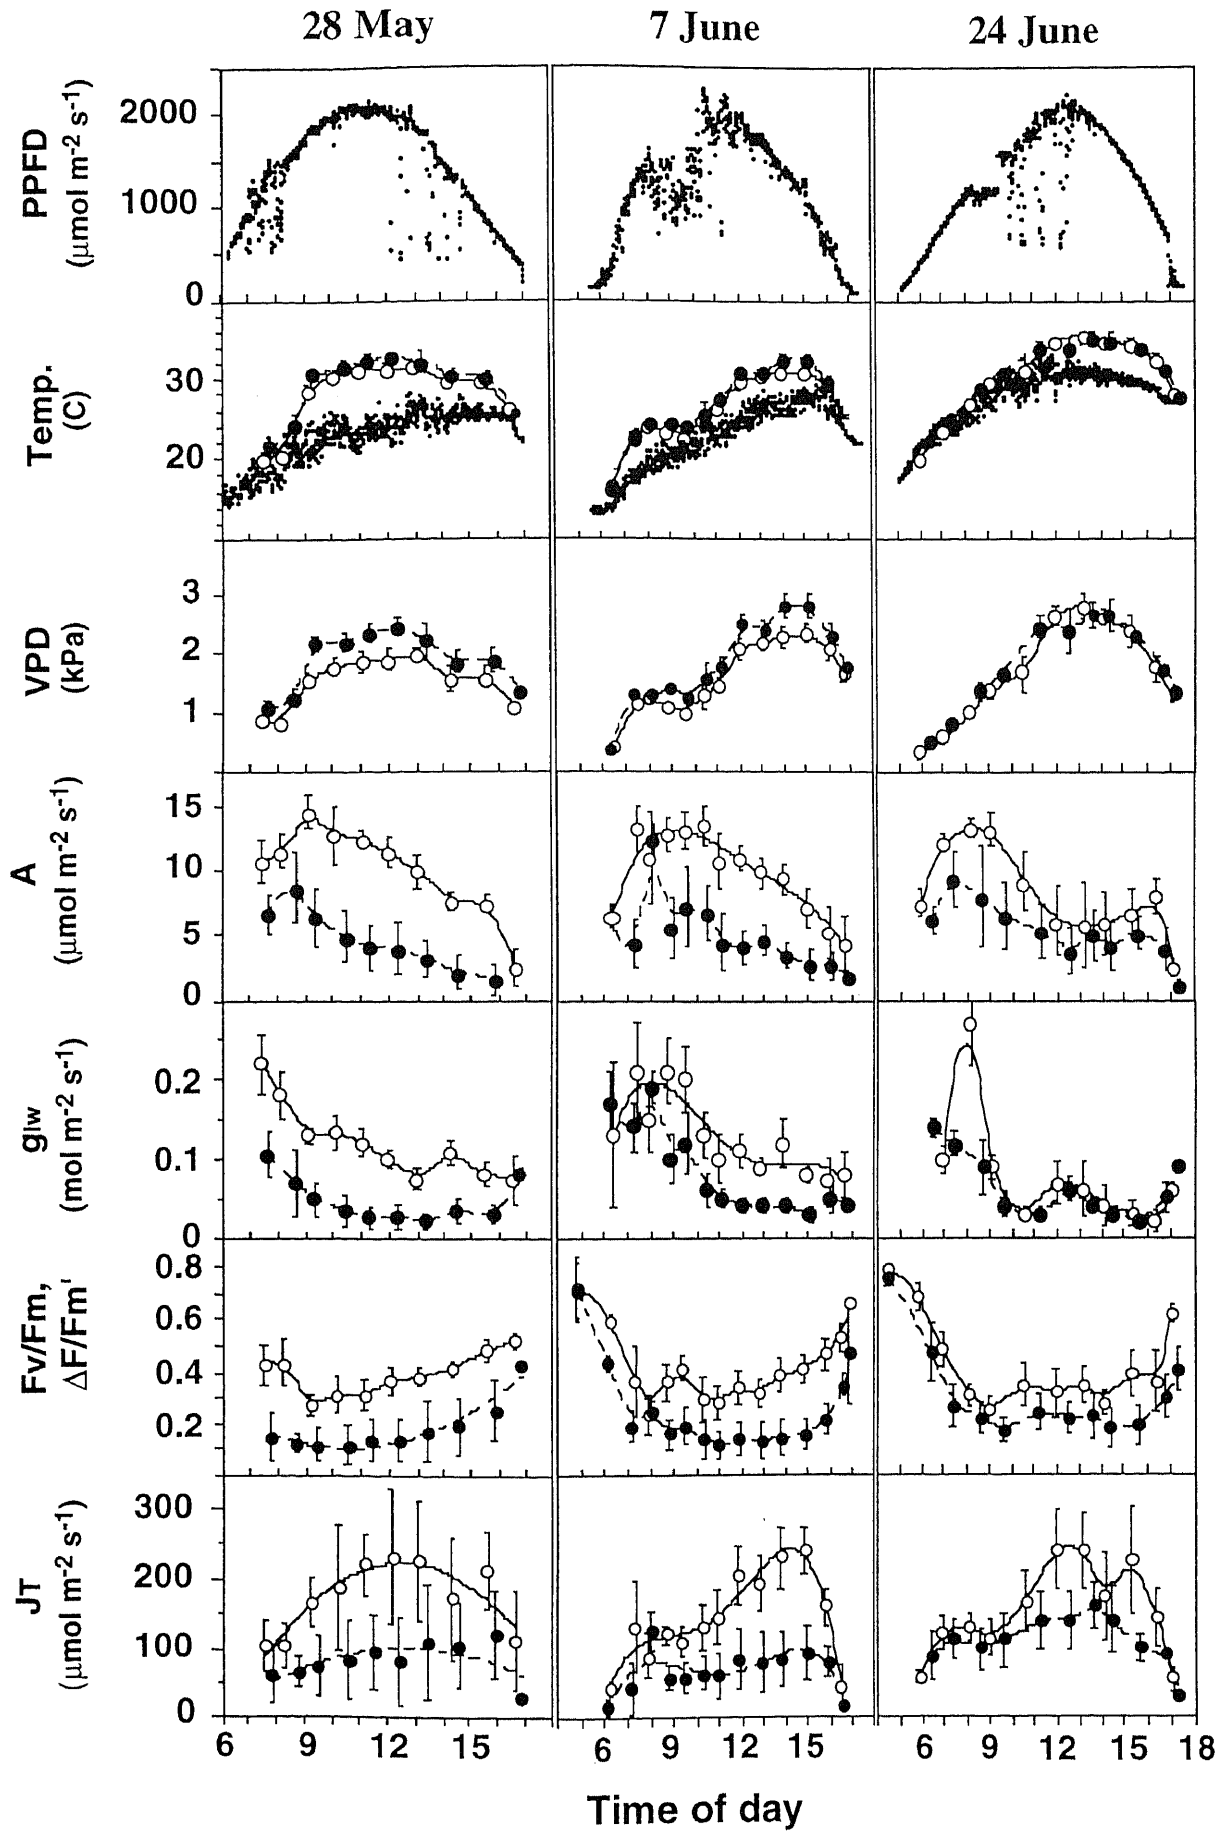 28 May 7 June 24 June
PPFD
(μmol m-2 s-1)
2000
1000
0
Temp.
(C)
30
20
VPD
(kPa)
3
2
1
A
(μmol m-2 s-1)
15
10
5
0
glw
(mol m-2 s-1)
0.2
0.1
0
Fv/Fm,
ΔF/Fm'
0.8
0.6
0.4
0.2
JT
(μmol m-2 s-1)
300
200
100
0
6 9 12 15 6 9 12 15 6 9 12 15 18
Time of day